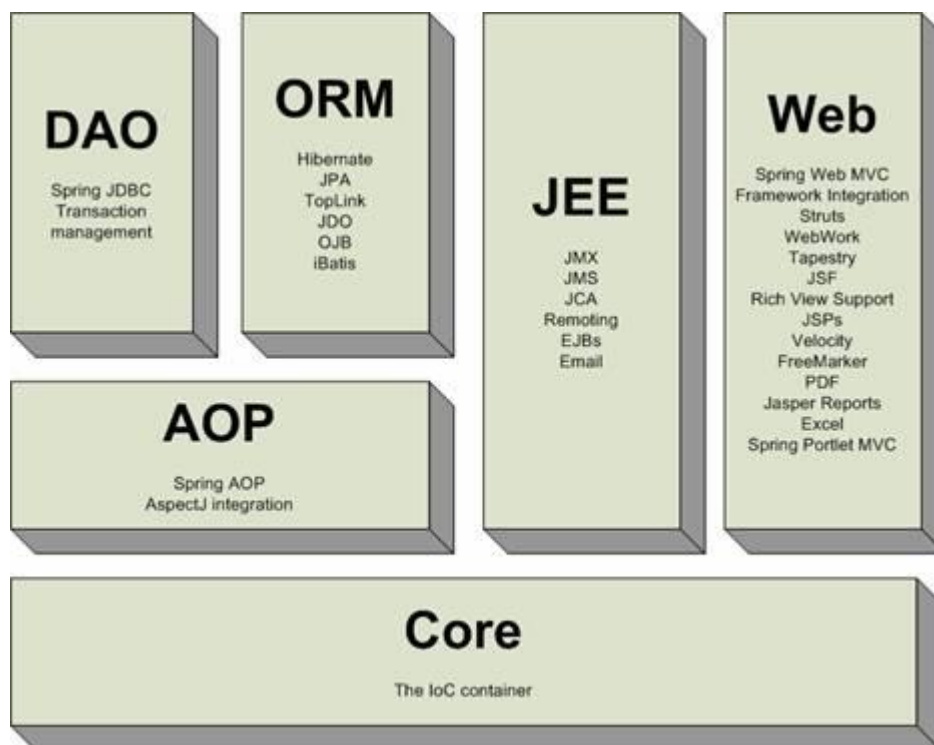 DAO
Spring JDBC
Transaction
management
ORM
Hibernate
JPA
TopLink
JDO
OJB
iBatis
JEE
JMX
JMS
JCA
Remoting
EJBs
Email
Web
Spring Web MVC
Framework Integration
Struts
WebWork
Tapestry
JSF
Rich View Support
JSPs
Velocity
FreeMarker
PDF
Jasper Reports
Excel
Spring Portlet MVC
AOP
Spring AOP
AspectJ integration
Core
The IoC container